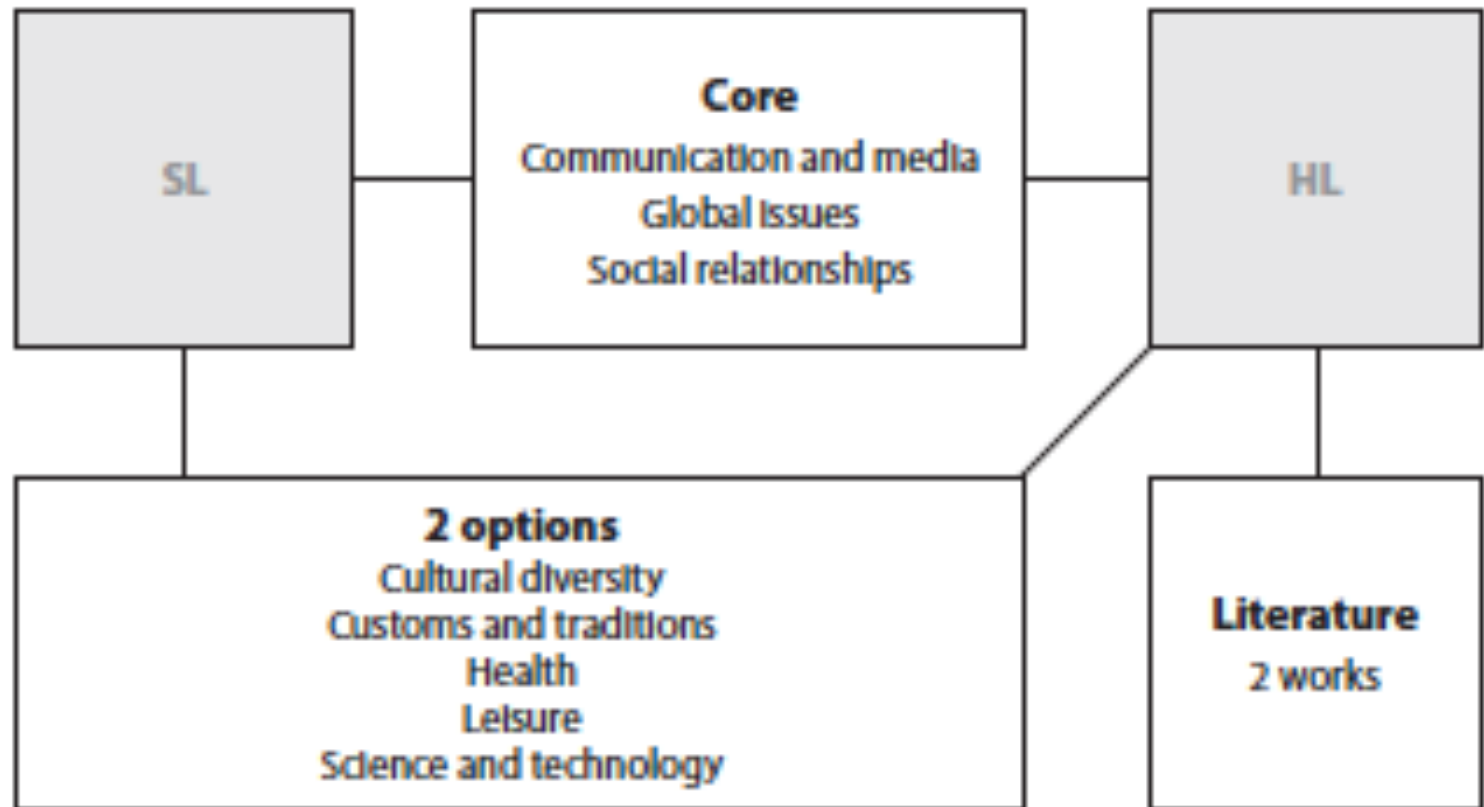 SL
Core
Communication and media
Global issues
Social relationships
HL
2 options
Cultural diversity
Customs and traditions
Health
Leisure
Science and technology
Literature
2 works